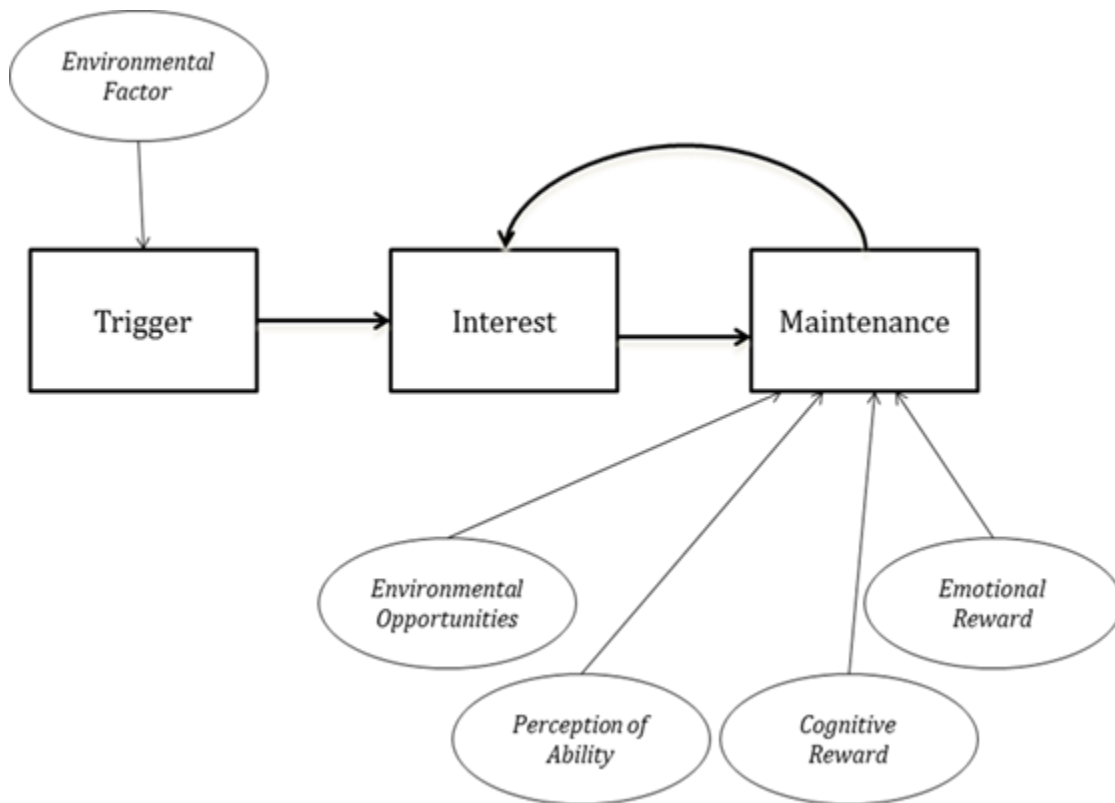 Environmental
Factor
Trigger
Interest
Maintenance
Environmental
Opportunities
Emotional
Reward
Perception of
Ability
Cognitive
Reward